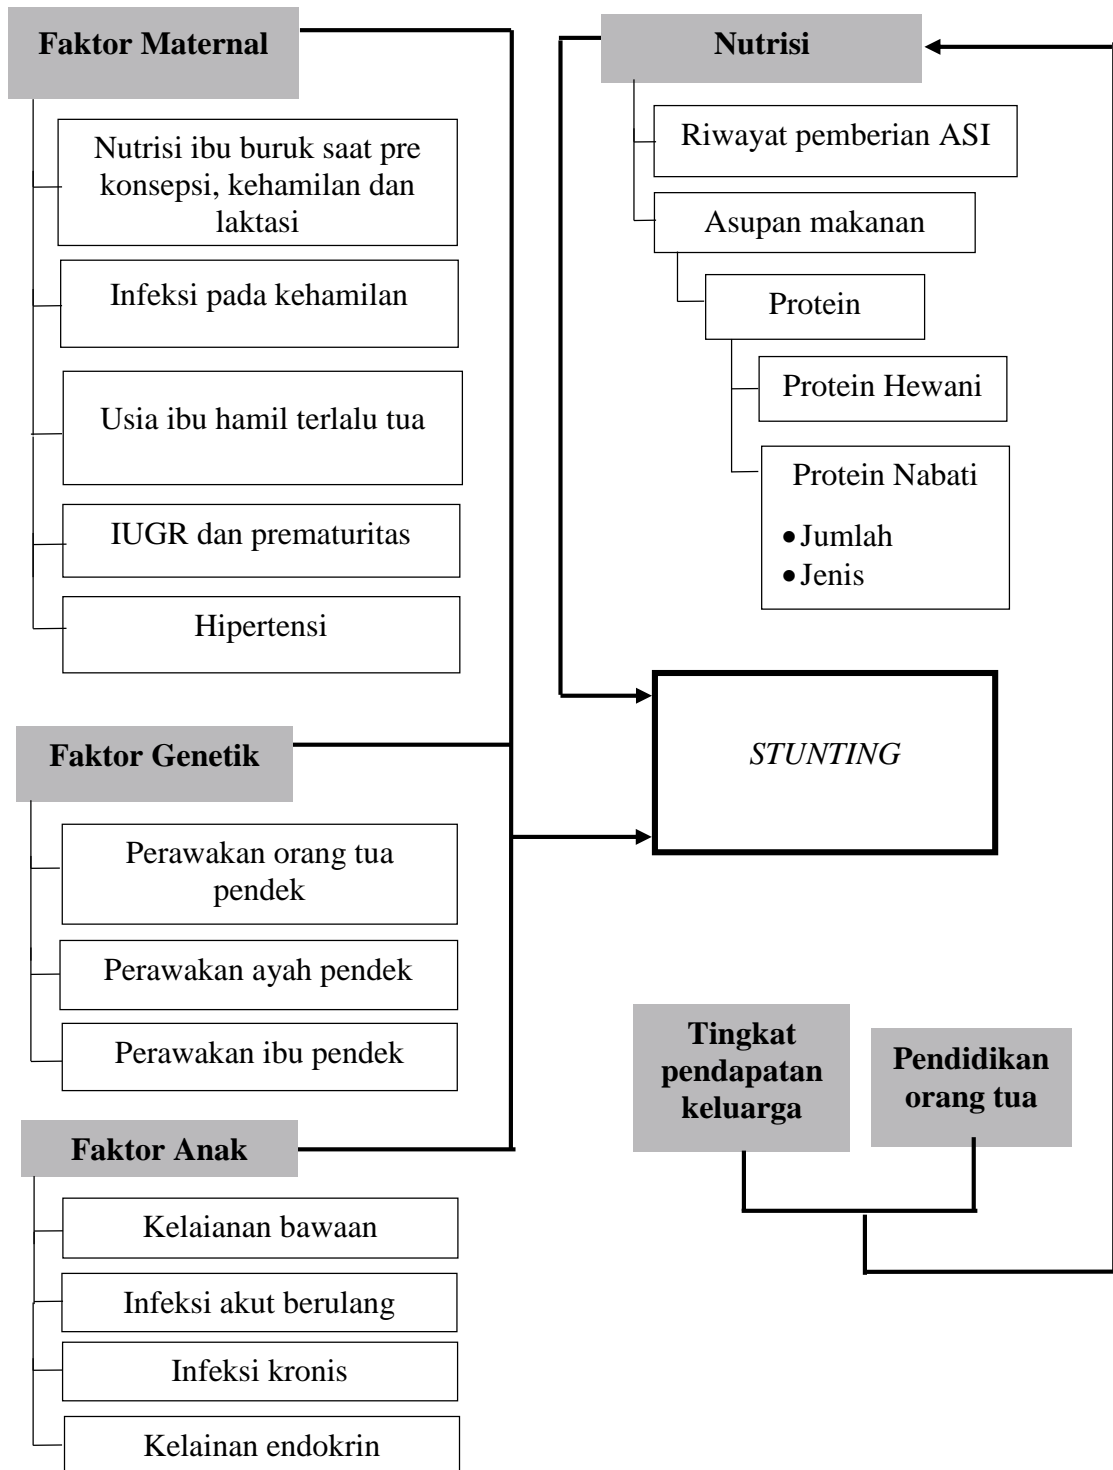 Faktor Maternal
Nutrisi ibu buruk saat pre
konsepsi, kehamilan dan
laktasi
Infeksi pada kehamilan
Usia ibu hamil terlalu tua
IUGR dan prematuritas
Hipertensi
Faktor Genetik
Perawakan orang tua
pendek
Perawakan ayah pendek
Perawakan ibu pendek
Faktor Anak
Kelaianan bawaan
Infeksi akut berulang
Infeksi kronis
Kelainan endokrin
Nutrisi
Riwayat pemberian ASI
Asupan makanan
Protein
Protein Hewani
Protein Nabati
• Jumlah
• Jenis
STUNTING
Tingkat
pendapatan
keluarga
Pendidikan
orang tua